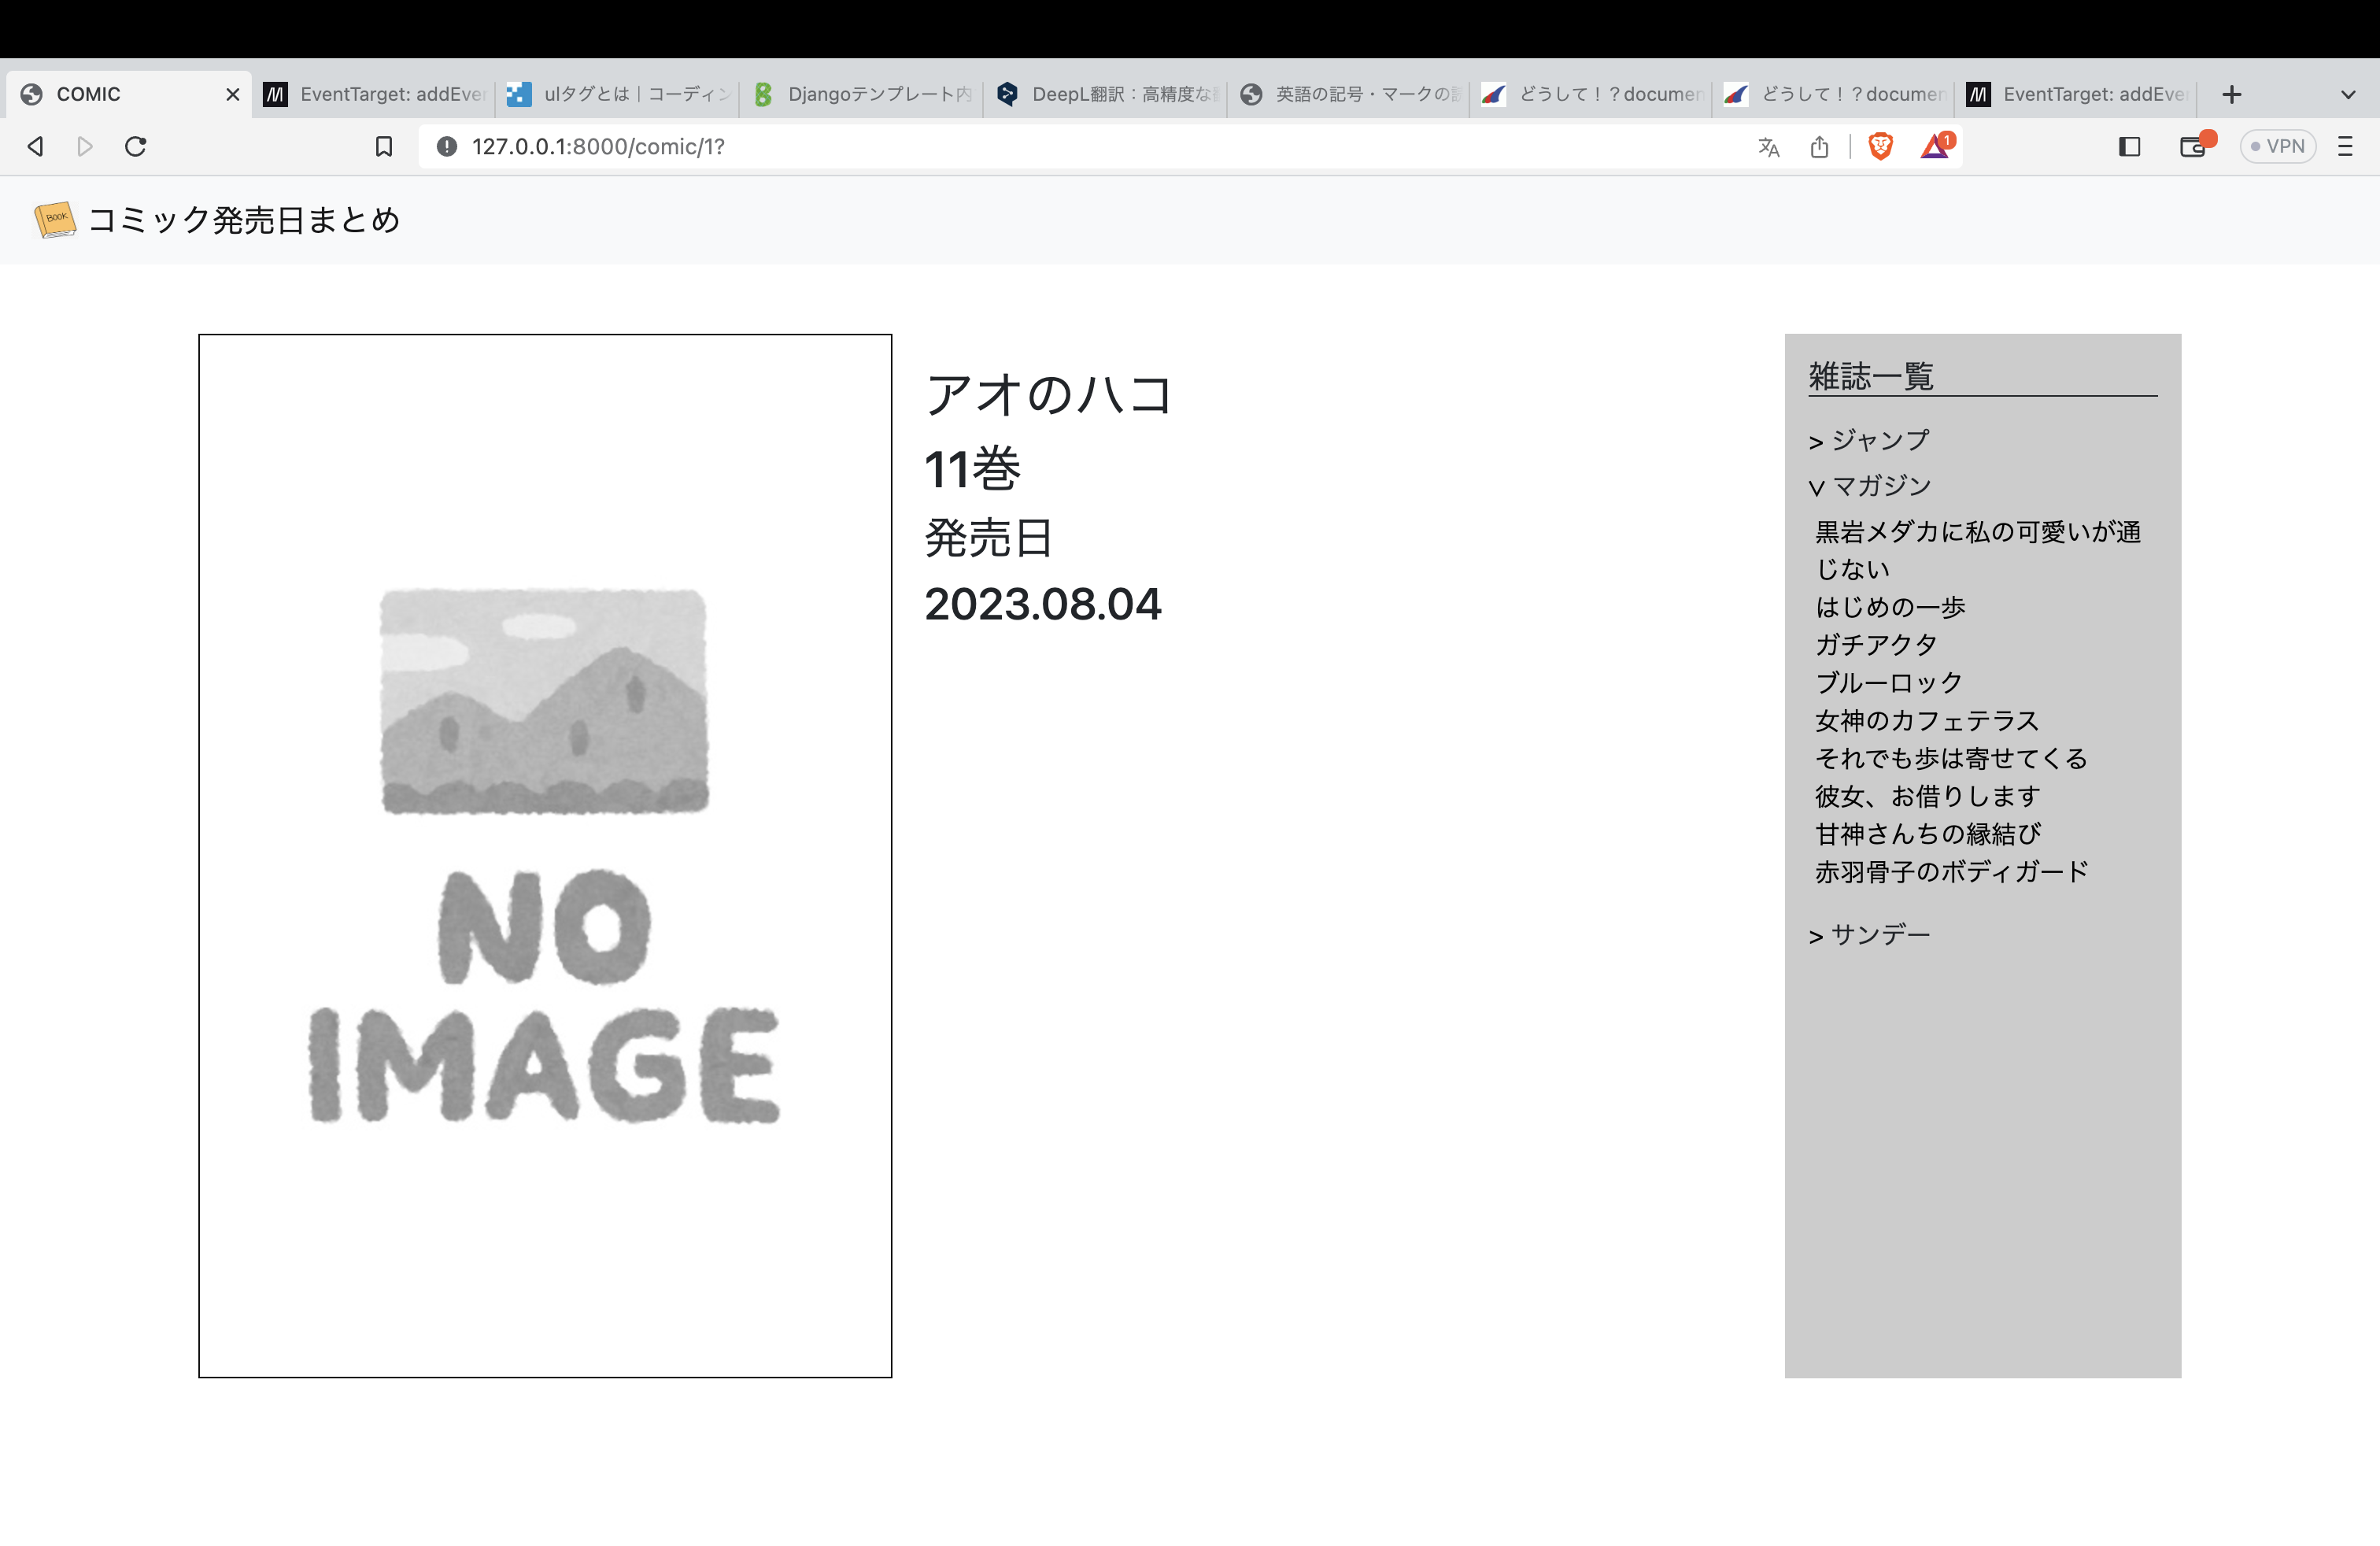 COMIC
EventTarget: addEve
ulタグとは｜コーディン
Djangoテンプレート内
DeepL翻訳：高精度な
英語の記号・マークの
どうして！？documen
どうして！？documen
EventTarget: addEve
127.0.0.1:8000/comic/1?
1
VPN
BOOK
コミック発売日まとめ
アオのハコ
11巻
発売日
2023.08.04
NO
IMAGE
雑誌一覧
> ジャンプ
∨ マガジン
黒岩メダカに私の可愛いが通
じない
はじめの一歩
ガチアクタ
ブルーロック
女神のカフェテラス
それでも歩は寄せてくる
彼女、お借りします
甘神さんちの縁結び
赤羽骨子のボディガード
> サンデー